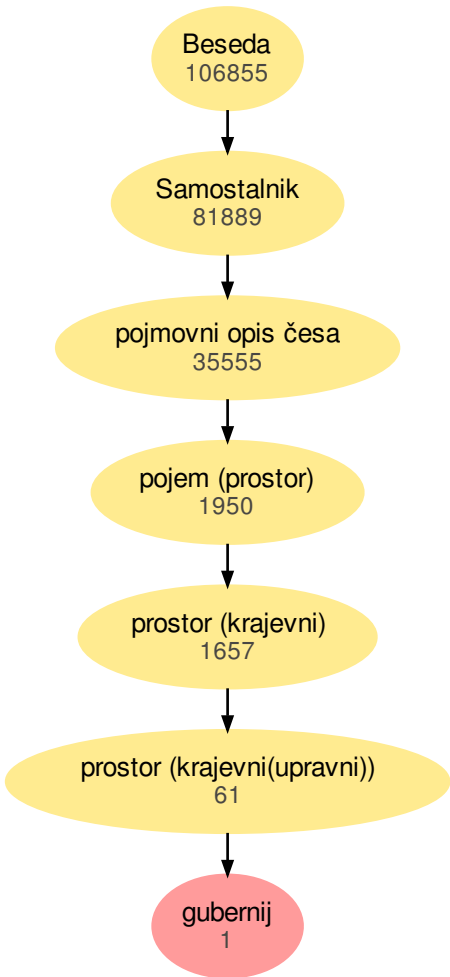 Beseda
106855
Samostalnik
81889
pojmovni opis česa
35555
pojem (prostor)
1950
prostor (krajevni)
1657
prostor (krajevni(upravni))
61
gubernij
1